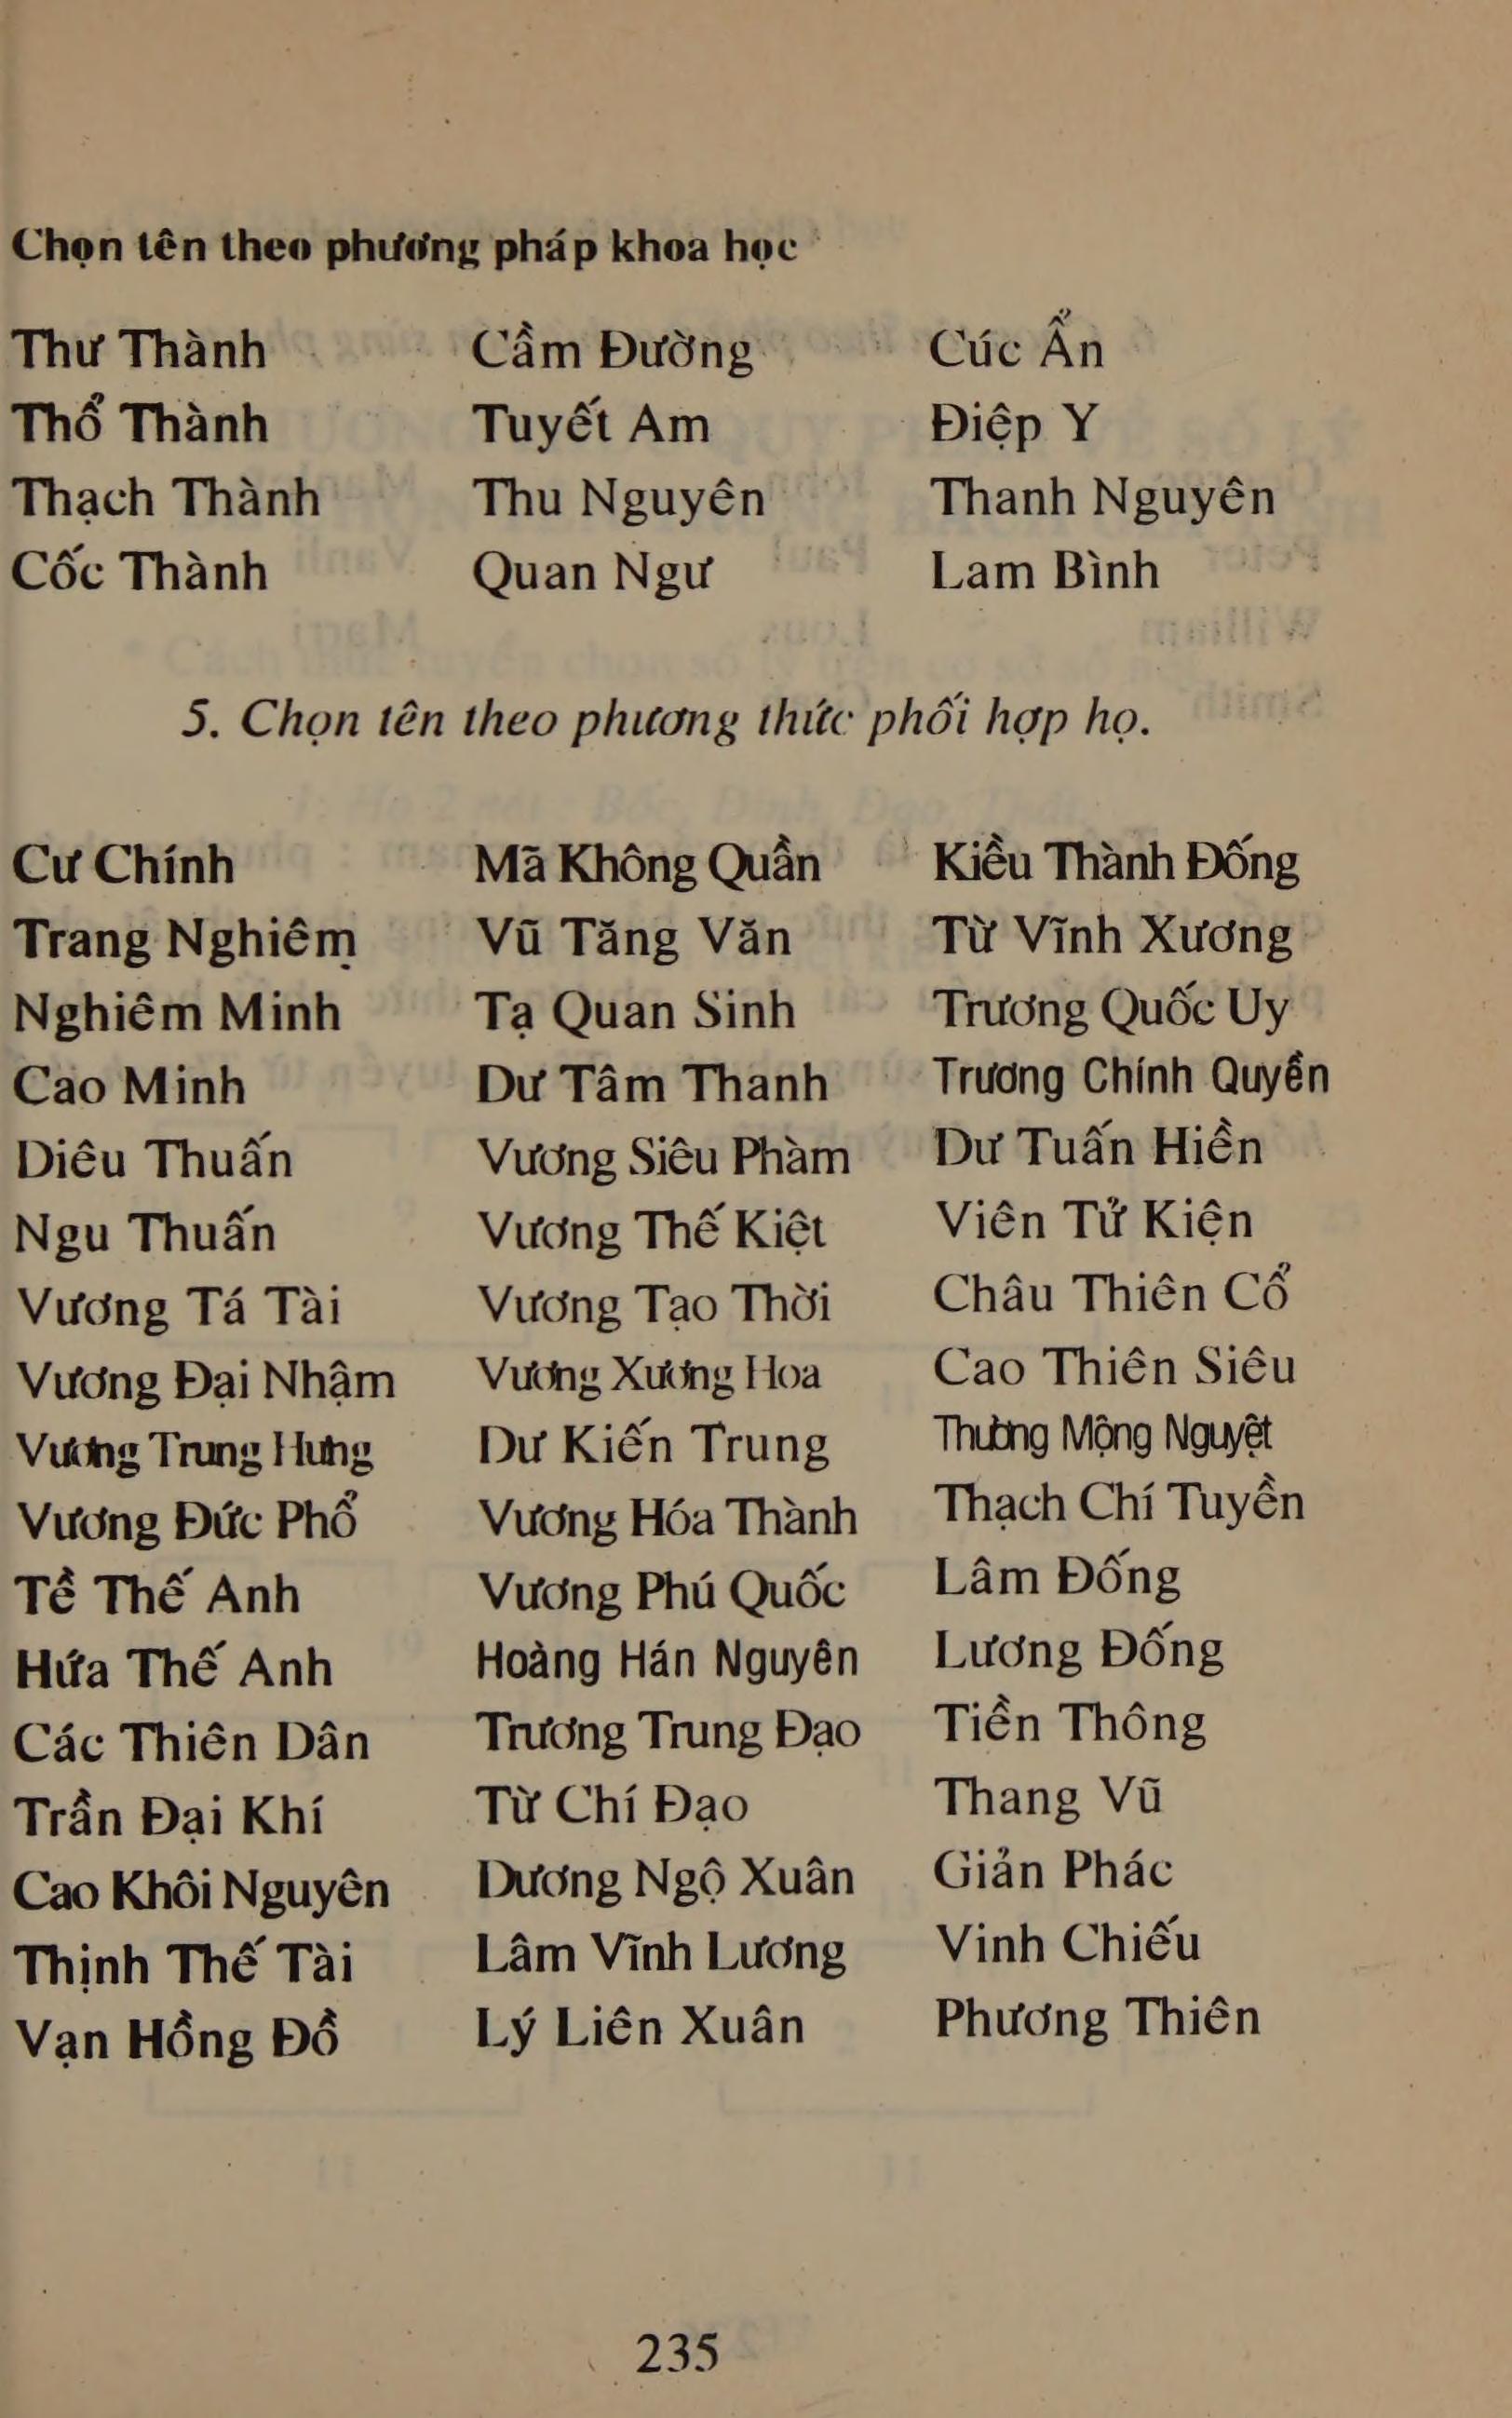 Chọn tên theo phương pháp khoa học
Thư Thành Cầm Đường Cúc Ẩn
Thổ Thành Tuyết Am Điệp Y
Thạch Thành Thu Nguyên Thanh Nguyên
Cốc Thành Quan Ngư Lam Bình
5. Chọn tên theo phương thức phối hợp họ.
Cư Chính Mã Không Quần Kiều Thành Đống
Trang Nghiêm Vũ Tăng Văn Từ Vĩnh Xương
Nghiêm Minh Tạ Quan Sinh Trương Quốc Uy
Cao Minh Dư Tâm Thanh Trương Chính Quyền
Diêu Thuấn Vương Siêu Phàm Dư Tuấn Hiền
Ngu Thuấn Vương Thế Kiệt Viên Tử Kiện
Vương Tá Tài Vương Tạo Thời Châu Thiên Cổ
Vương Đại Nhậm Vương Xương Hoa Cao Thiên Siêu
Vương Trung Hưng Dư Kiến Trung Thường Mộng Nguyệt
Vương Đức Phổ Vương Hóa Thành Thạch Chí Tuyền
Tề Thế Anh Vương Phú Quốc Lâm Đống
Hứa Thế Anh Hoàng Hán Nguyên Lương Đống
Các Thiên Dân Trương Trung Đạo Tiền Thông
Trần Đại Khí Từ Chí Đạo Thang Vũ
Cao Khôi Nguyên Dương Ngộ Xuân Giản Phác
Thịnh Thế Tài Lâm Vĩnh Lương Vinh Chiếu
Vạn Hồng Đồ Lý Liên Xuân Phương Thiên
235